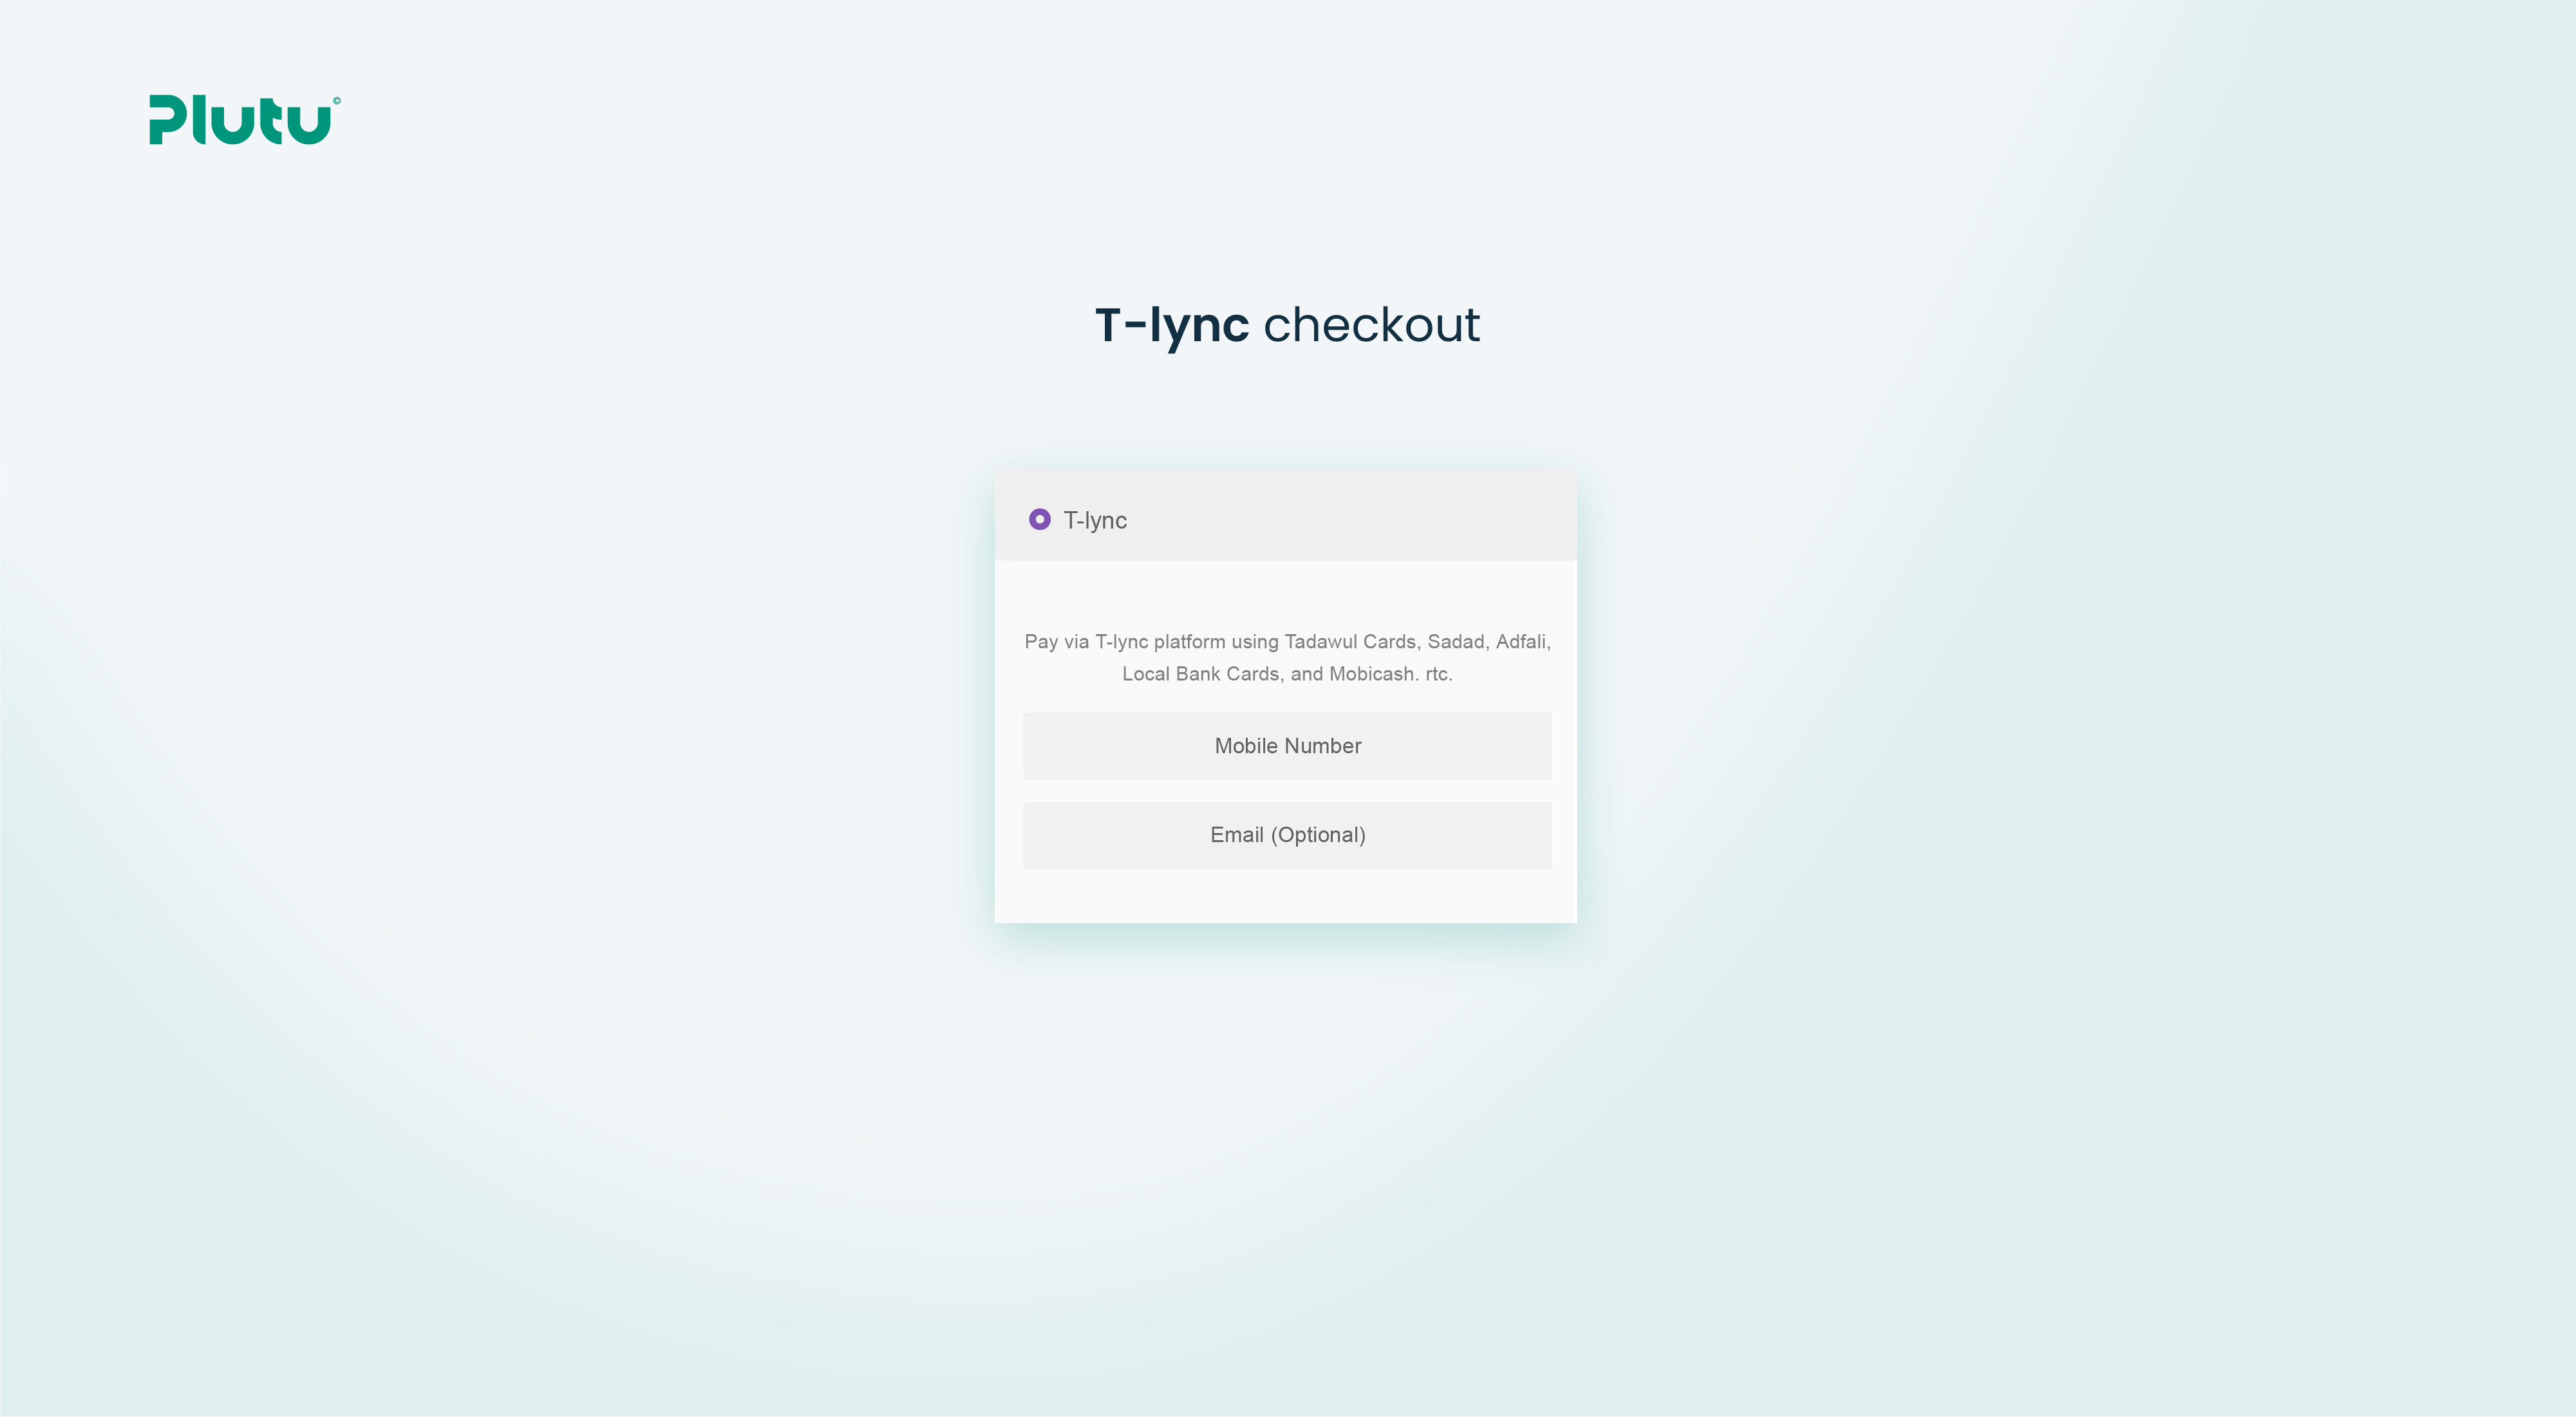 Plutu©
T-lync checkout
T-lync
Pay via T-lync platform using Tadawul Cards, Sadad, Adfali,
Local Bank Cards, and Mobicash. rtc.
Mobile Number
Email (Optional)